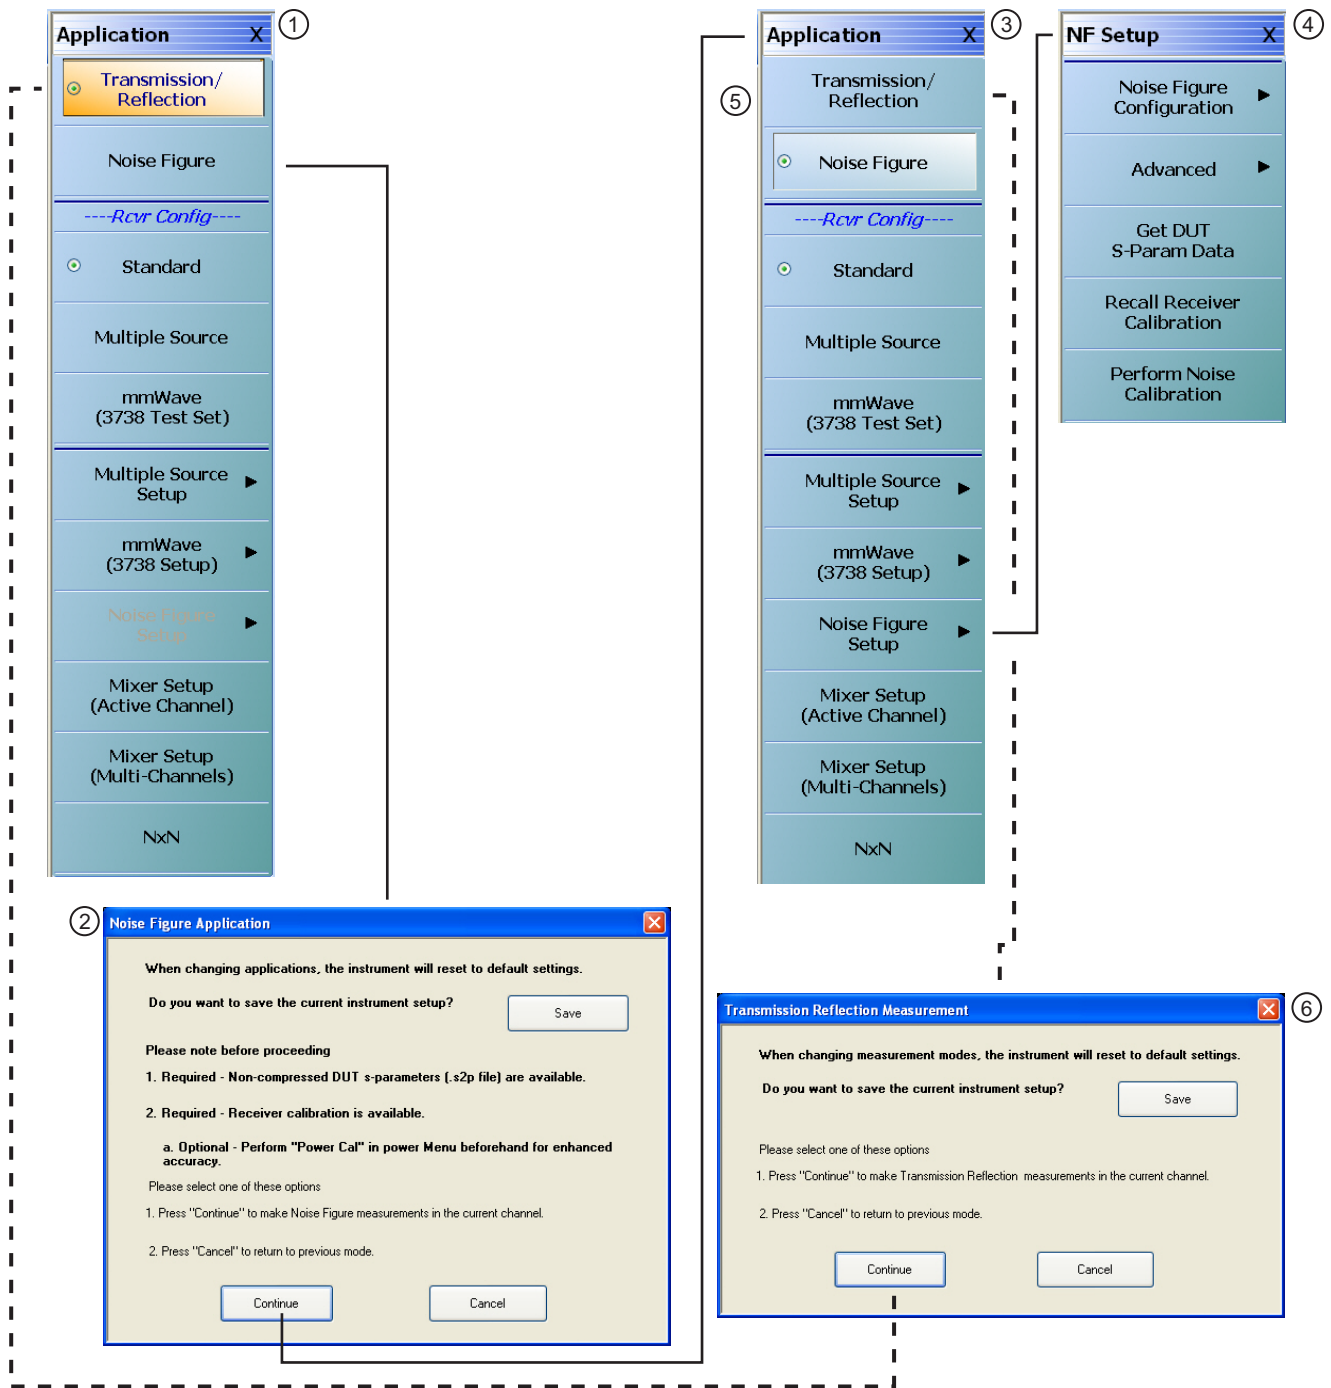 Application X
①
Transmission/
Reflection
Noise Figure
----Rcvr Config----
Standard
Multiple Source
mmWave
(3738 Test Set)
Multiple Source
Setup
mmWave
(3738 Setup)
Noise Figure
Setup
Mixer Setup
(Active Channel)
Mixer Setup
(Multi-Channels)
NxN
②
Noise Figure Application
When changing applications, the instrument will reset to default settings.
Do you want to save the current instrument setup?
Save
Please note before proceeding
1. Required - Non-compressed DUT s-parameters (.s2p file) are available.
2. Required - Receiver calibration is available.
a. Optional - Perform "Power Cal" in power Menu beforehand for enhanced
accuracy.
Please select one of these options
1. Press "Continue" to make Noise Figure measurements in the current channel.
2. Press "Cancel" to return to previous mode.
Continue
Cancel
Application X
③
Transmission/
Reflection
⑤
Noise Figure
----Rcvr Config----
Standard
Multiple Source
mmWave
(3738 Test Set)
Multiple Source
Setup
mmWave
(3738 Setup)
Noise Figure
Setup
Mixer Setup
(Active Channel)
Mixer Setup
(Multi-Channels)
NxN
NF Setup X
④
Noise Figure
Configuration
Advanced
Get DUT
S-Param Data
Recall Receiver
Calibration
Perform Noise
Calibration
Transmission Reflection Measurement
⑥
When changing measurement modes, the instrument will reset to default settings.
Do you want to save the current instrument setup?
Save
Please select one of these options
1. Press "Continue" to make Transmission Reflection measurements in the current channel.
2. Press "Cancel" to return to previous mode.
Continue
Cancel